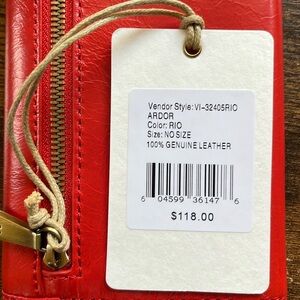 Vendor Style: VI-32405RIO
ARDOR
Color: RIO
Size: NO SIZE
100% GENUINE LEATHER
6 04599 36147 6
$118.00